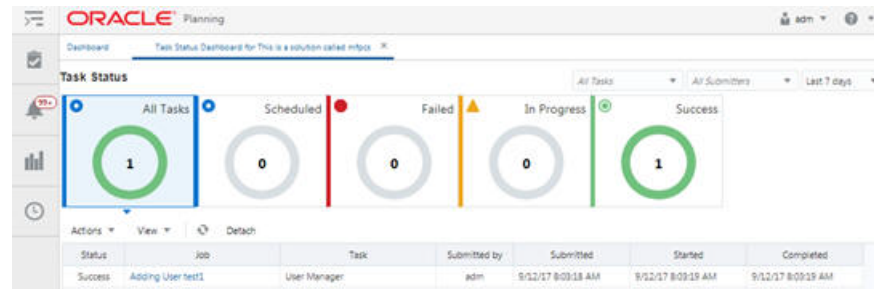 ORACLE® Planning
adm
Dashboard
Task Status Dashboard for This is a solution called mfpcs ×
Task Status
All Tasks
All Submitters
Last 7 days
99+
All Tasks
1
Scheduled
0
Failed
0
In Progress
0
Success
1
Actions
View
Detach
Status Job Task Submitted by Submitted Started Completed
Success Adding User test1 User Manager adm 9/12/17 8:03:18 AM 9/12/17 8:03:19 AM 9/12/17 8:03:19 AM